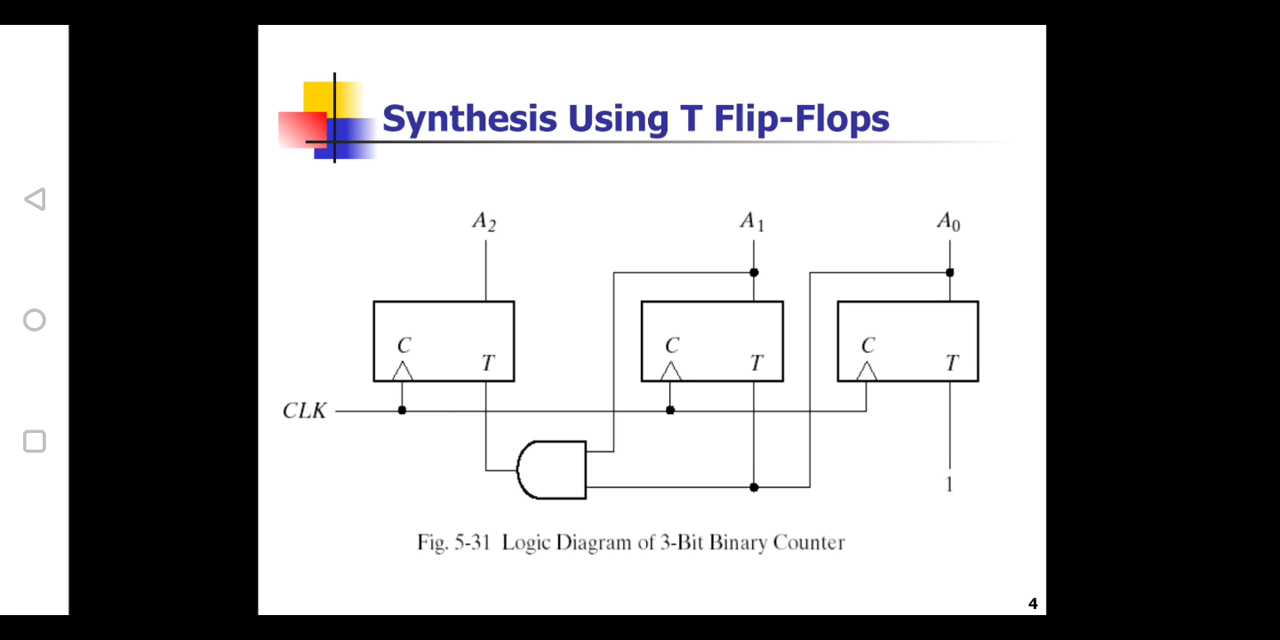 Synthesis Using T Flip-Flops
A2 A1 A0
C C C
T T T
CLK
1
Fig. 5-31 Logic Diagram of 3-Bit Binary Counter
4